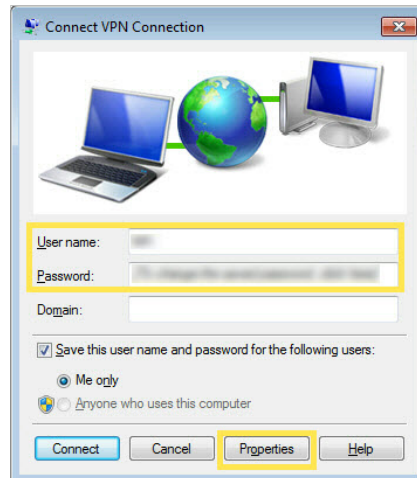 Connect VPN Connection
User name:
Password:
Domain:
Save this user name and password for the following users:
Me only
Anyone who uses this computer
Connect Cancel Properties Help